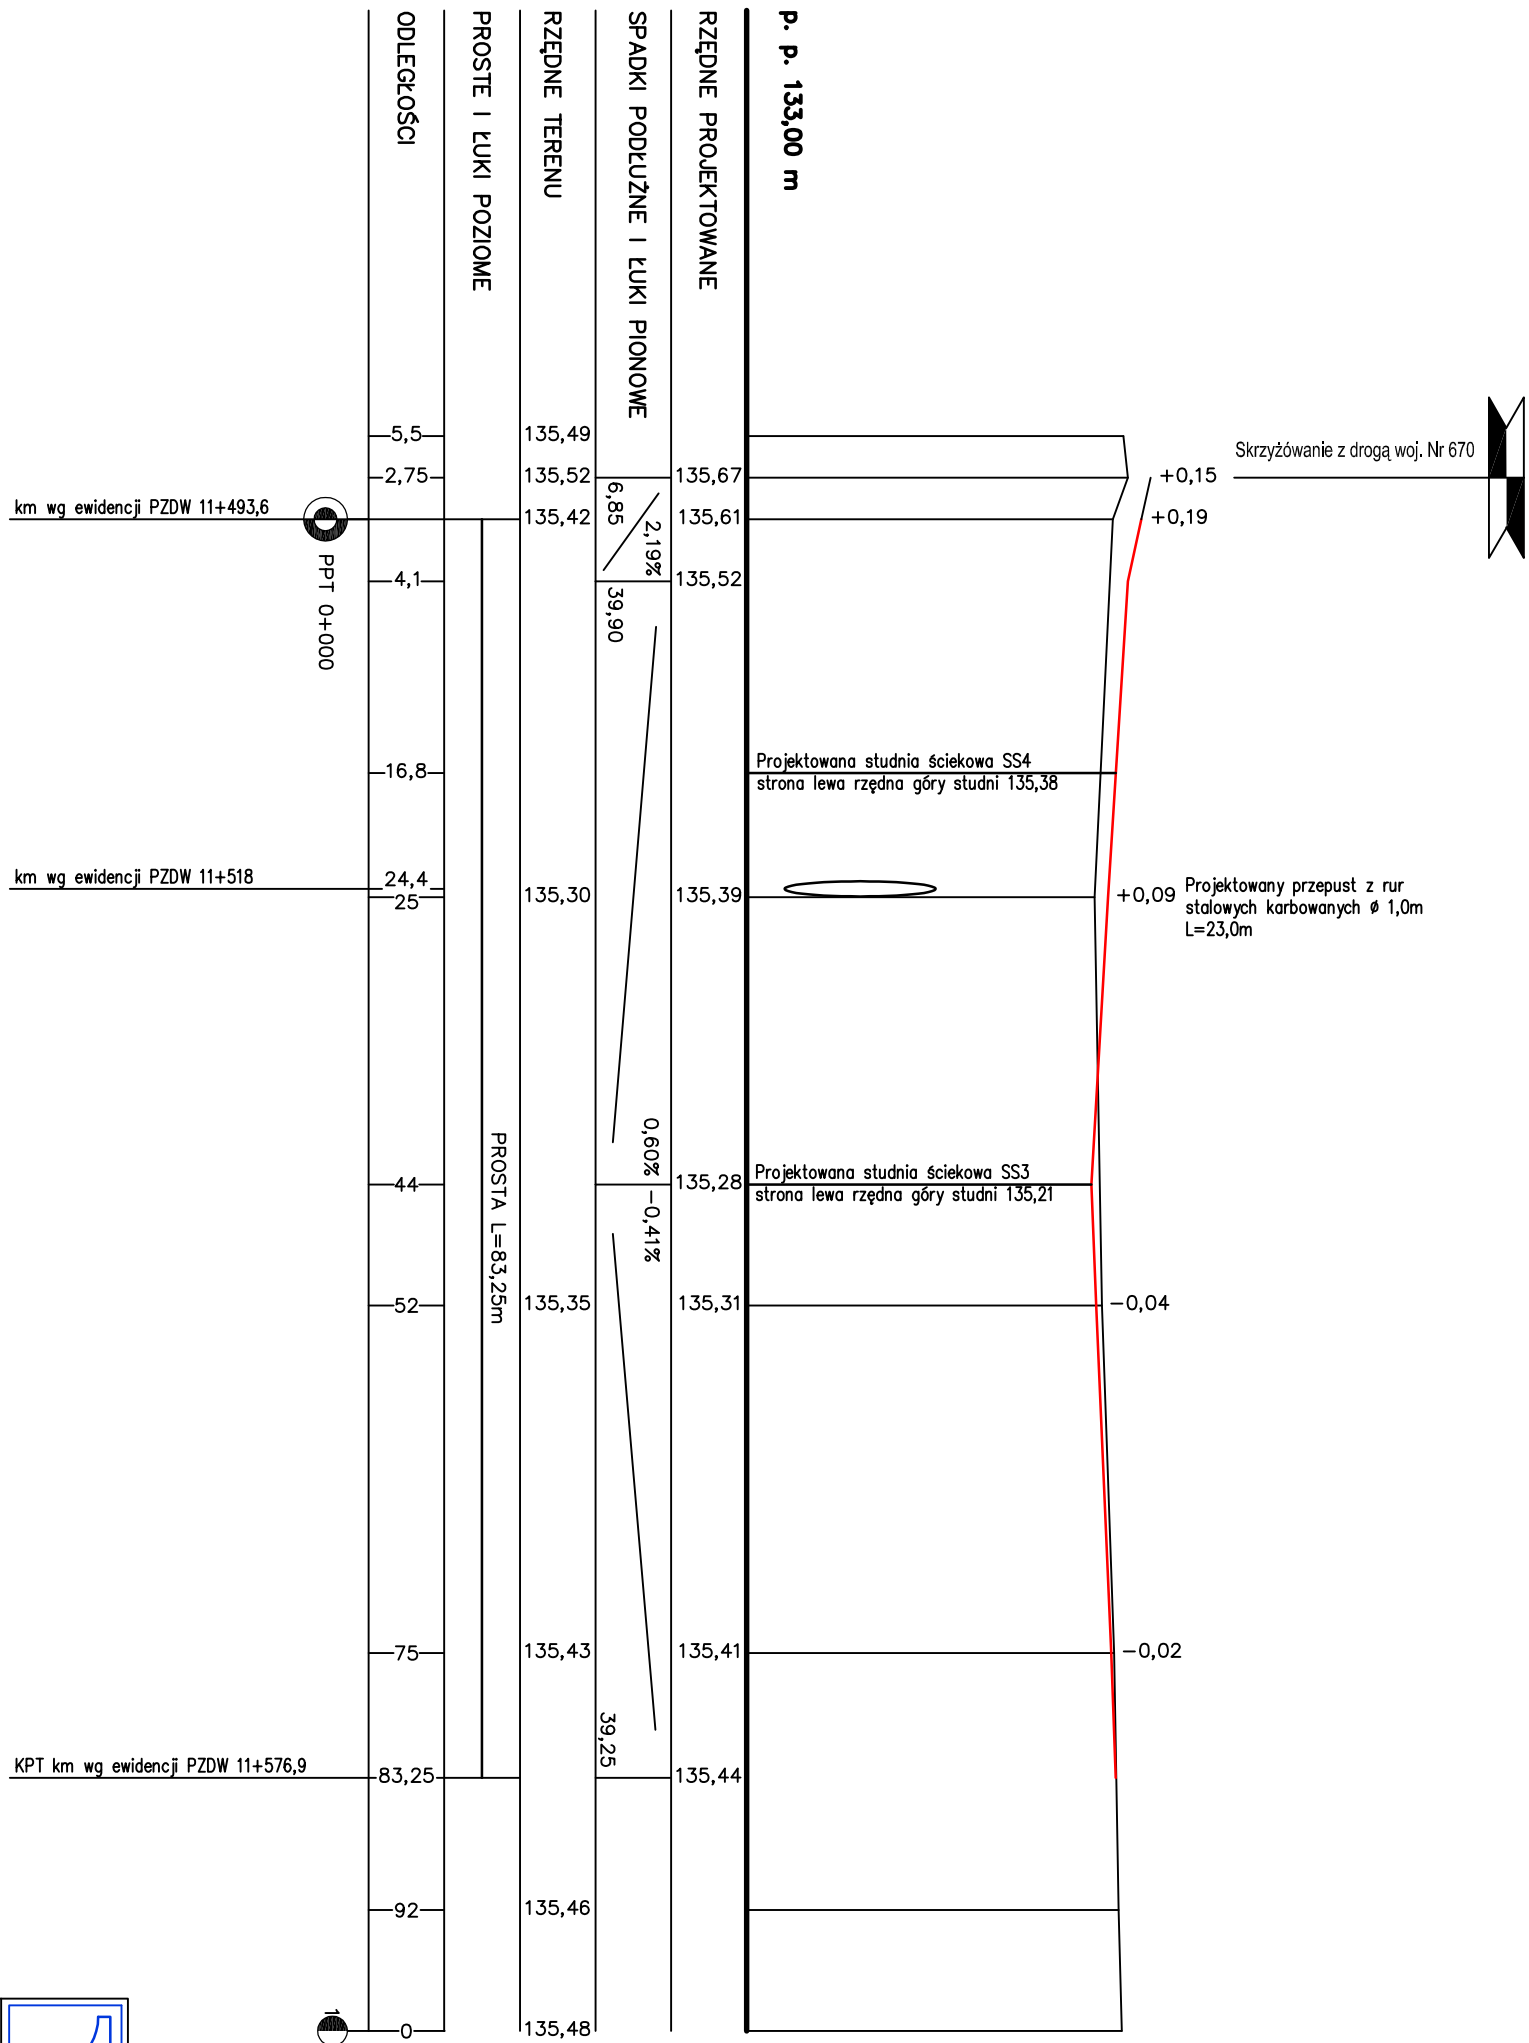 p. p. 133,00 m
RZĘDNE PROJEKTOWANE
SPADKI PODŁUŻNE I ŁUKI PIONOWE
RZĘDNE TERENU
PROSTE I ŁUKI POZIOME
ODLEGŁOŚCI
Skrzyżówanie z drogą woj. Nr 670
5,5
135,49
2,75
135,52
135,67
+0,15
km wg ewidencji PZDW 11+493,6
135,42
135,61
+0,19
6,85
2,19%
PPT 0+000
4,1
135,52
39,90
16,8
Projektowana studnia ściekowa SS4
strona lewa rzędna góry studni 135,38
km wg ewidencji PZDW 11+518
24,4
25
135,30
135,39
+0,09
Projektowany przepust z rur
stalowych karbowanych ø 1,0m
L=23,0m
PROSTA L=83,25m
0,60%
-0,41%
44
135,28
Projektowana studnia ściekowa SS3
strona lewa rzędna góry studni 135,21
52
135,35
135,31
-0,04
75
135,43
135,41
-0,02
39,25
KPT km wg ewidencji PZDW 11+576,9
83,25
135,44
92
135,46
1
0
135,48